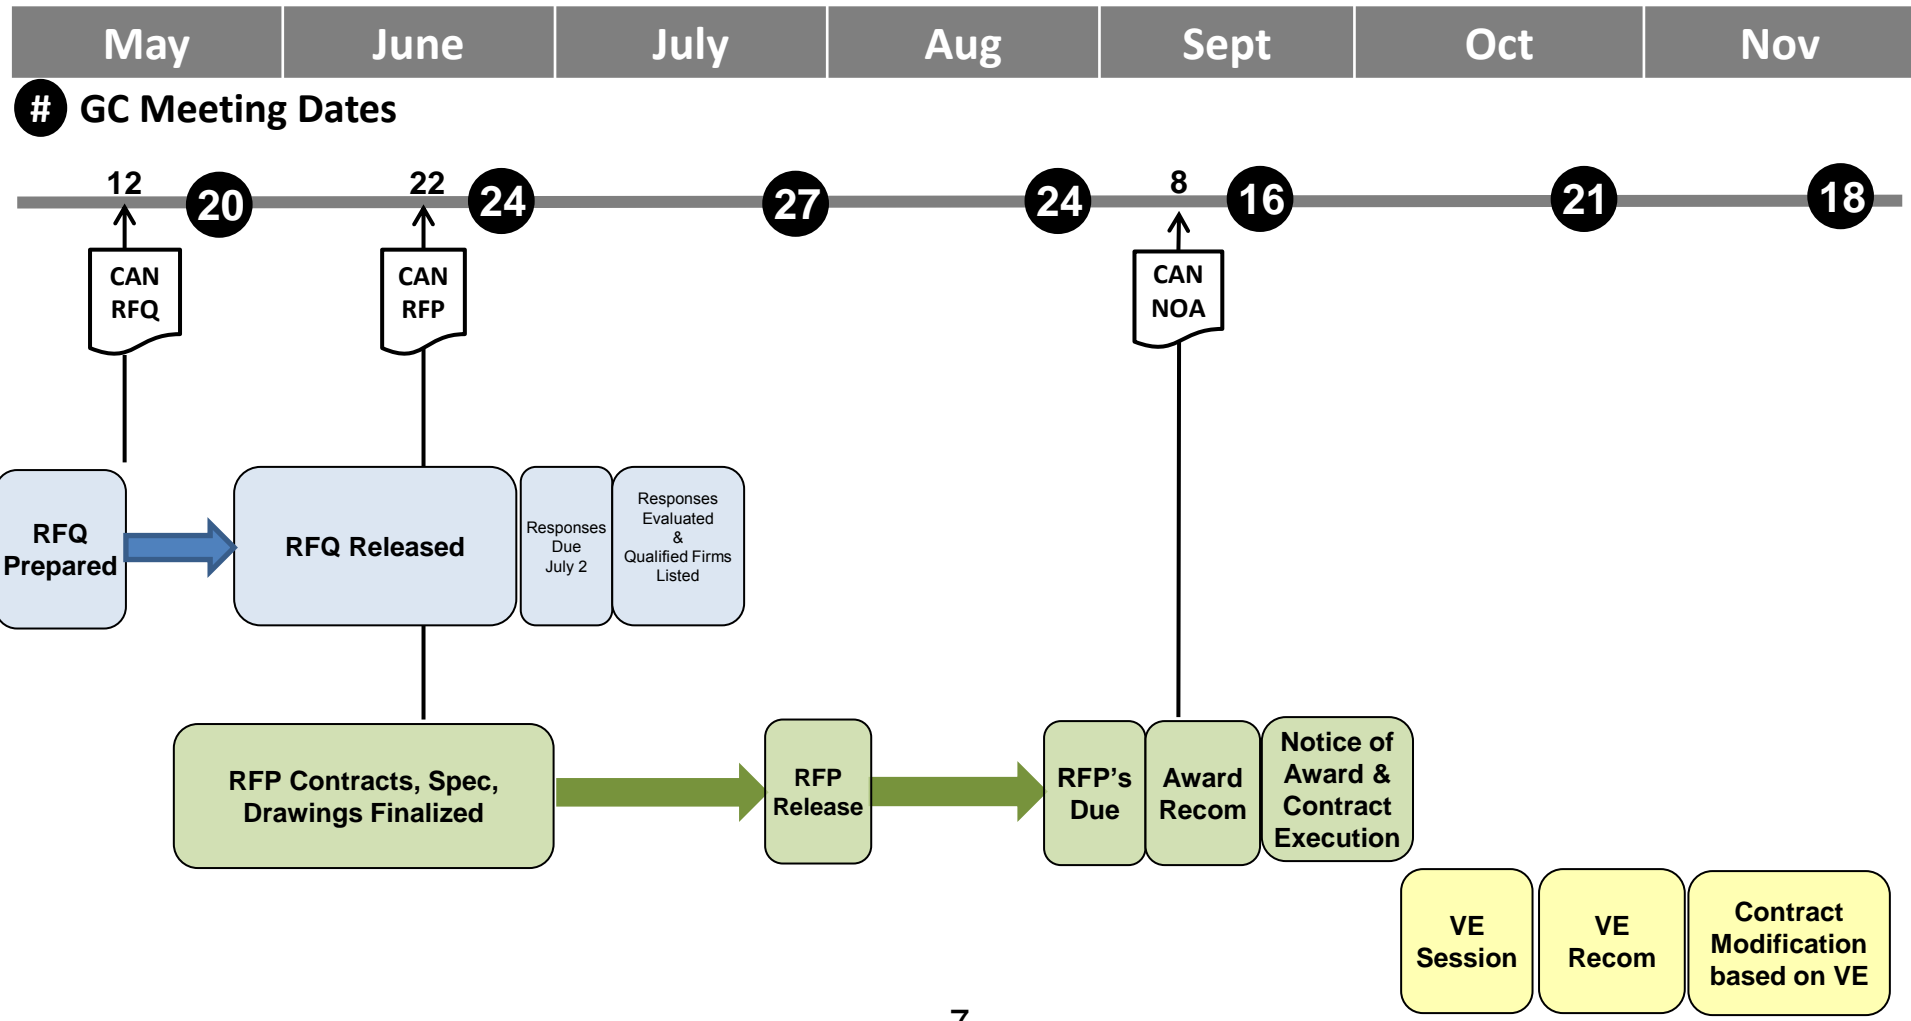 May June July Aug Sept Oct Nov
# GC Meeting Dates
12 20 22 24 27 24 8 16 21 18
CAN
RFQ
CAN
RFP
CAN
NOA
RFQ
Prepared
RFQ Released
Responses
Due
July 2
Responses
Evaluated
&
Qualified Firms
Listed
RFP Contracts, Spec,
Drawings Finalized
RFP
Release
RFP’s
Due
Award
Recom
Notice of
Award &
Contract
Execution
VE
Session
VE
Recom
Contract
Modification
based on VE
7